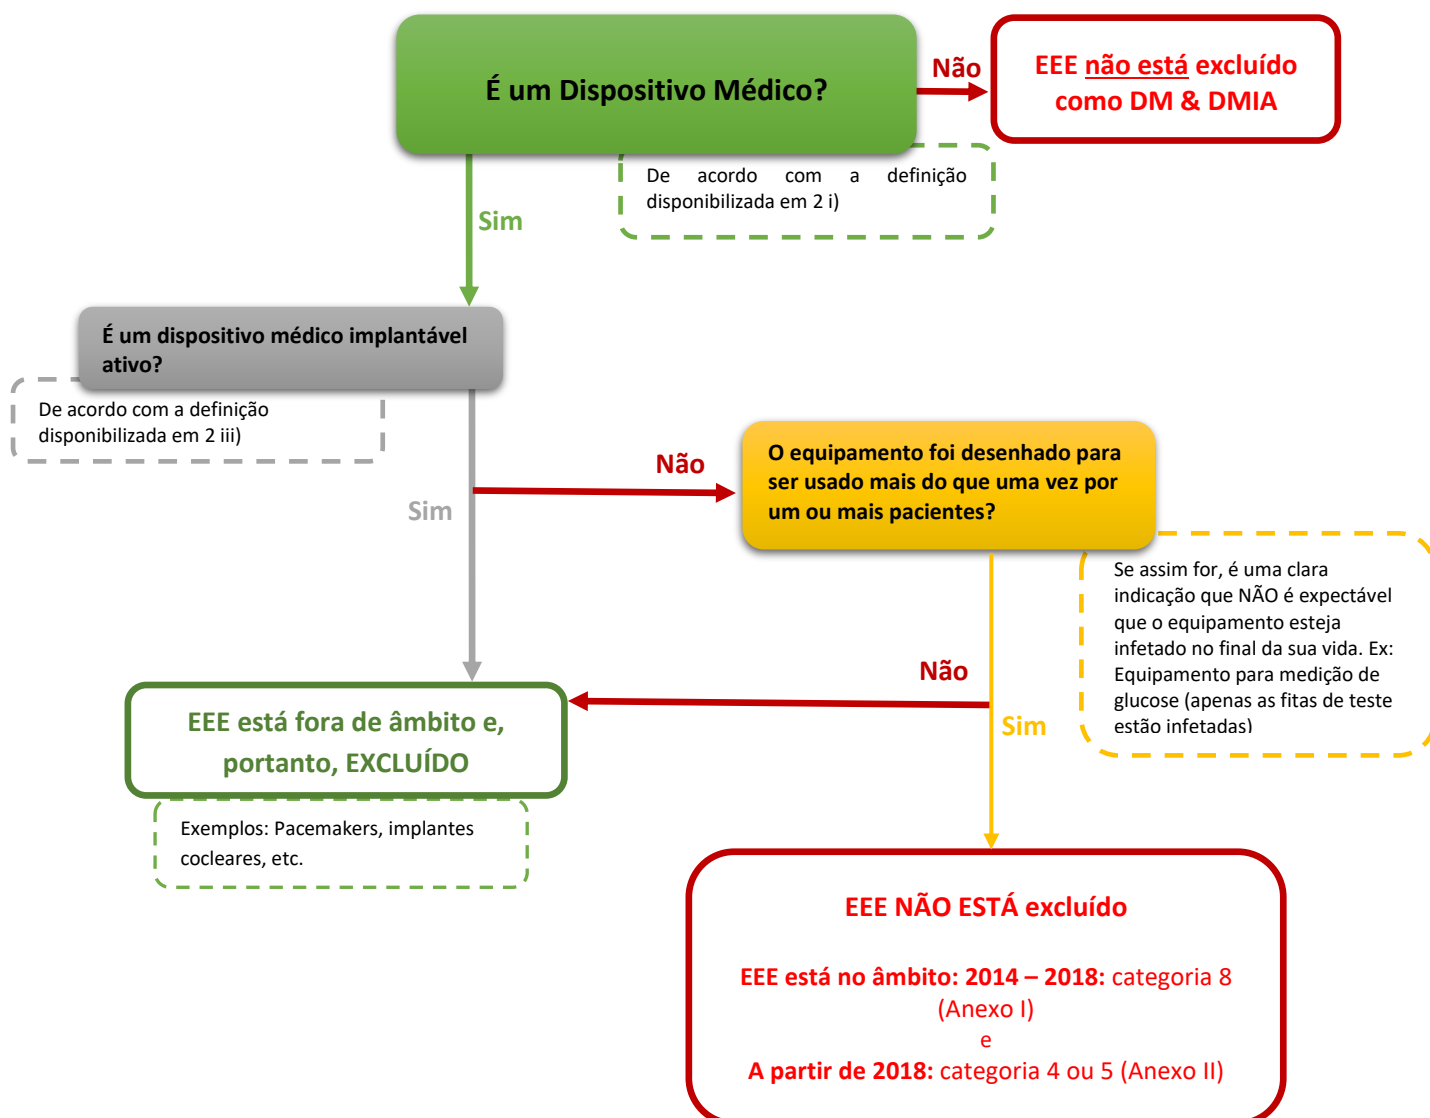 É um Dispositivo Médico?
Não
EEE não está excluído
como DM & DMIA
De acordo com a definição
disponibilizada em 2 i)
Sim
É um dispositivo médico implantável
ativo?
De acordo com a definição
disponibilizada em 2 iii)
Não
O equipamento foi desenhado para
ser usado mais do que uma vez por
um ou mais pacientes?
Sim
Se assim for, é uma clara
indicação que NÃO é expectável
que o equipamento esteja
infetado no final da sua vida. Ex:
Equipamento para medição de
glucose (apenas as fitas de teste
estão infetadas)
Não
Sim
EEE está fora de âmbito e,
portanto, EXCLUÍDO
Exemplos: Pacemakers, implantes
cocleares, etc.
EEE NÃO ESTÁ excluído
EEE está no âmbito: 2014 – 2018: categoria 8
(Anexo I)
e
A partir de 2018: categoria 4 ou 5 (Anexo II)